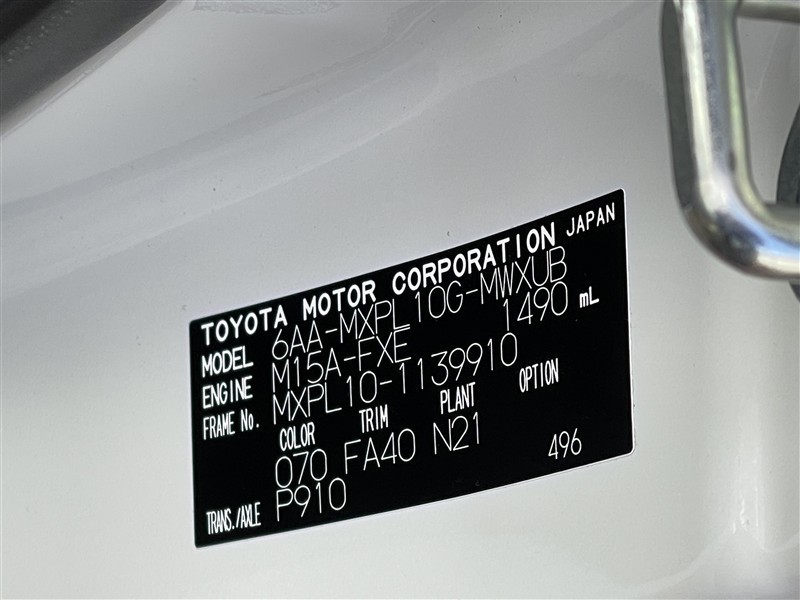 TOYOTA MOTOR CORPORATION JAPAN
MODEL 6AA-MXPL10G-MWXUB
ENGINE M15A-FXE 1490 mL
FRAME No. MXPL10-1139910
COLOR TRIM PLANT OPTION
070 FA40 N21
TRANS./AXLE P910 496